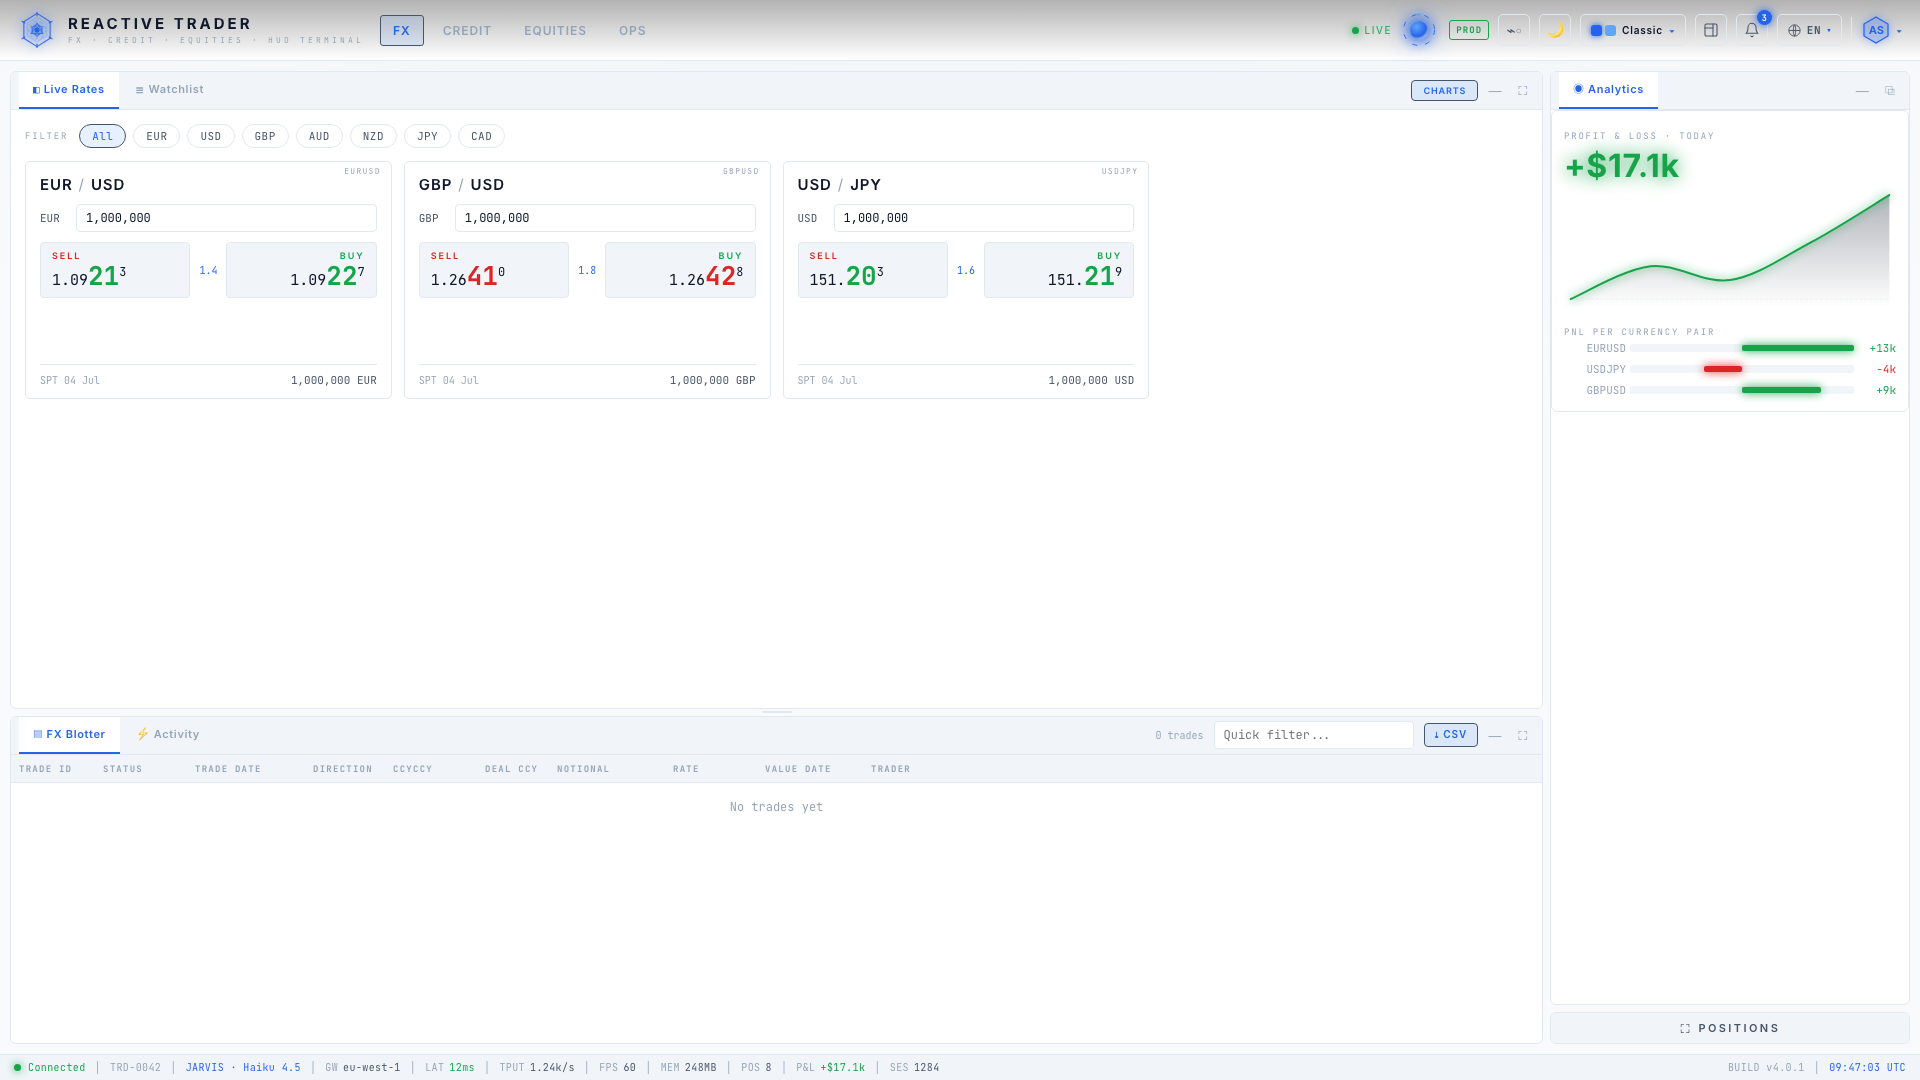 REACTIVE TRADER
FX · CREDIT · EQUITIES · HUD TERMINAL
FX CREDIT EQUITIES OPS
LIVE
PROD
Classic
3
EN
AS
Live Rates
Watchlist
CHARTS
FILTER All EUR USD GBP AUD NZD JPY CAD
EURUSD
EUR / USD
EUR 1,000,000
SELL
1.09213
1.4
BUY
1.09227
SPT 04 Jul 1,000,000 EUR
GBPUSD
GBP / USD
GBP 1,000,000
SELL
1.26410
1.8
BUY
1.26428
SPT 04 Jul 1,000,000 GBP
USDJPY
USD / JPY
USD 1,000,000
SELL
151.203
1.6
BUY
151.219
SPT 04 Jul 1,000,000 USD
Analytics
PROFIT & LOSS · TODAY
+$17.1k
PNL PER CURRENCY PAIR
EURUSD +13k
USDJPY -4k
GBPUSD +9k
POSITIONS
FX Blotter
Activity
0 trades
Quick filter...
↓ CSV
TRADE ID STATUS TRADE DATE DIRECTION CCYCCY DEAL CCY NOTIONAL RATE VALUE DATE TRADER
No trades yet
Connected | TRD-0042 | JARVIS · Haiku 4.5 | GW eu-west-1 | LAT 12ms | TPUT 1.24k/s | FPS 60 | MEM 248MB | POS 8 | P&L +$17.1k | SES 1284
BUILD v4.0.1 | 09:47:03 UTC